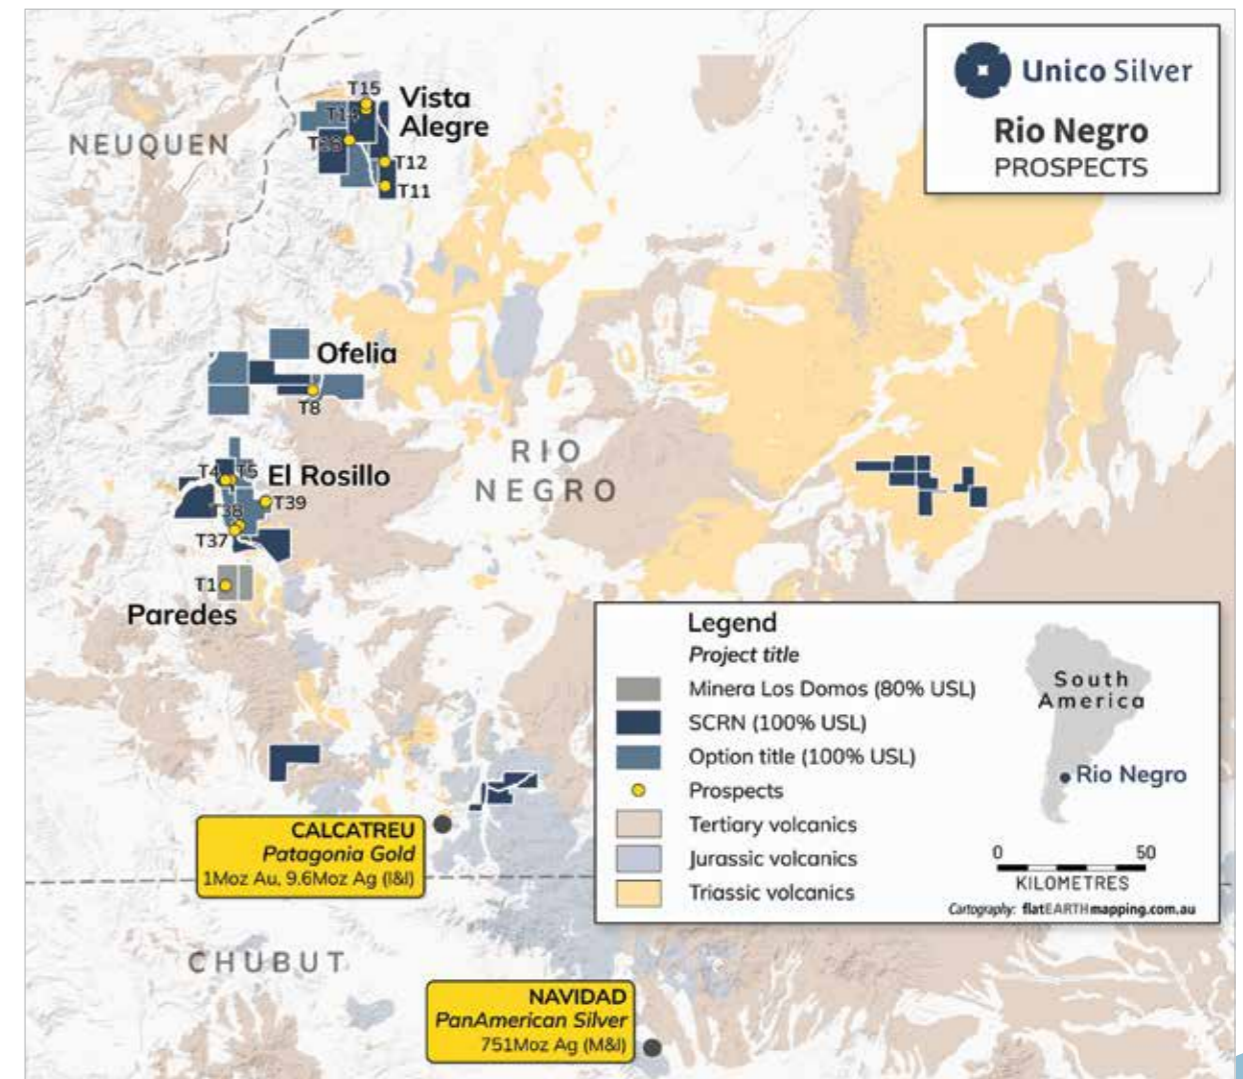 Unico Silver
Rio Negro
PROSPECTS
T15
Vista
Alegre
T14
NEUQUEN
T12
T11
Ofelia
T8
RIO
NEGRO
T4
T5
El Rosillo
T39
T38
T37
T1
Paredes
Legend
Project title
Minera Los Domos (80% USL)
SCRN (100% USL)
Option title (100% USL)
Prospects
Tertiary volcanics
Jurassic volcanics
Triassic volcanics
South
America
Rio Negro
0 50
KILOMETRES
Cartography: flatEARTHmapping.com.au
CALCATREU
Patagonia Gold
1Moz Au, 9.6Moz Ag (I&I)
CHUBUT
NAVIDAD
PanAmerican Silver
751Moz Ag (M&I)